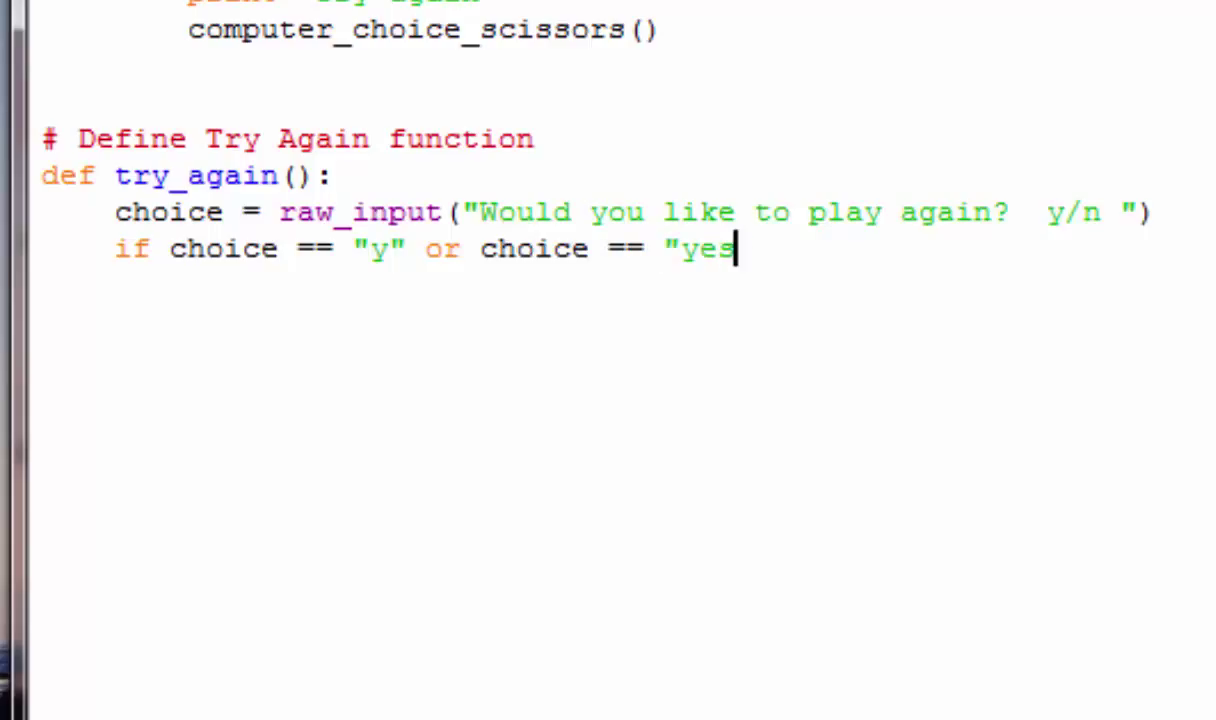 computer_choice_scissors()
# Define Try Again function
def try_again():
choice = raw_input("Would you like to play again?  y/n ")
if choice == "y" or choice == "yes